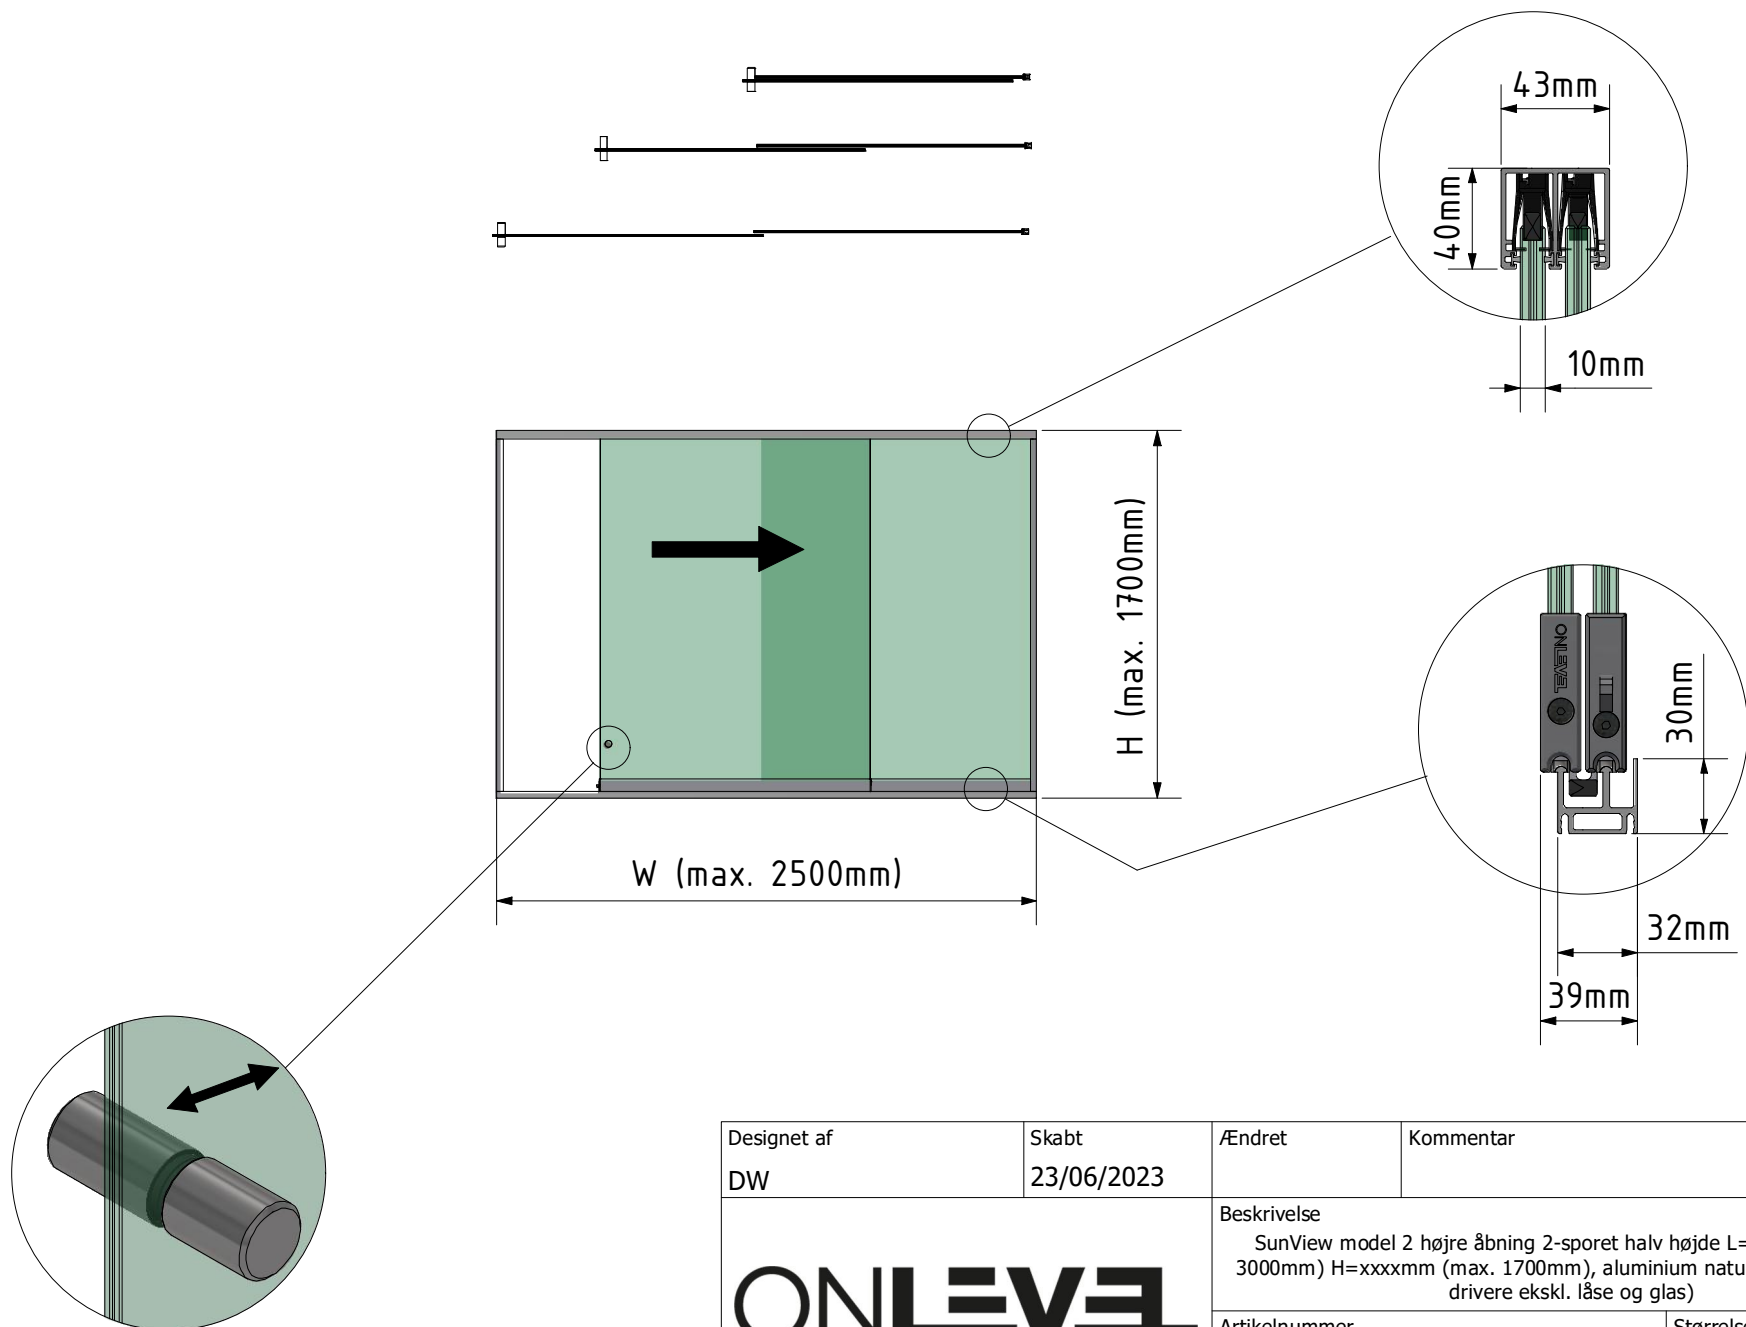 43mm
40mm
10mm
H (max. 1700mm)
W (max. 2500mm)
ONLEVEL
30mm
32mm
39mm
Designet af
DW
Skabt
23/06/2023
Ændret
Kommentar
Beskrivelse
SunView model 2 højre åbning 2-sporet halv højde L=
3000mm) H=xxxxmm (max. 1700mm), aluminium natu
drivere ekskl. låse og glas)
ONLEVEL
Artikelnummer
Størrelse